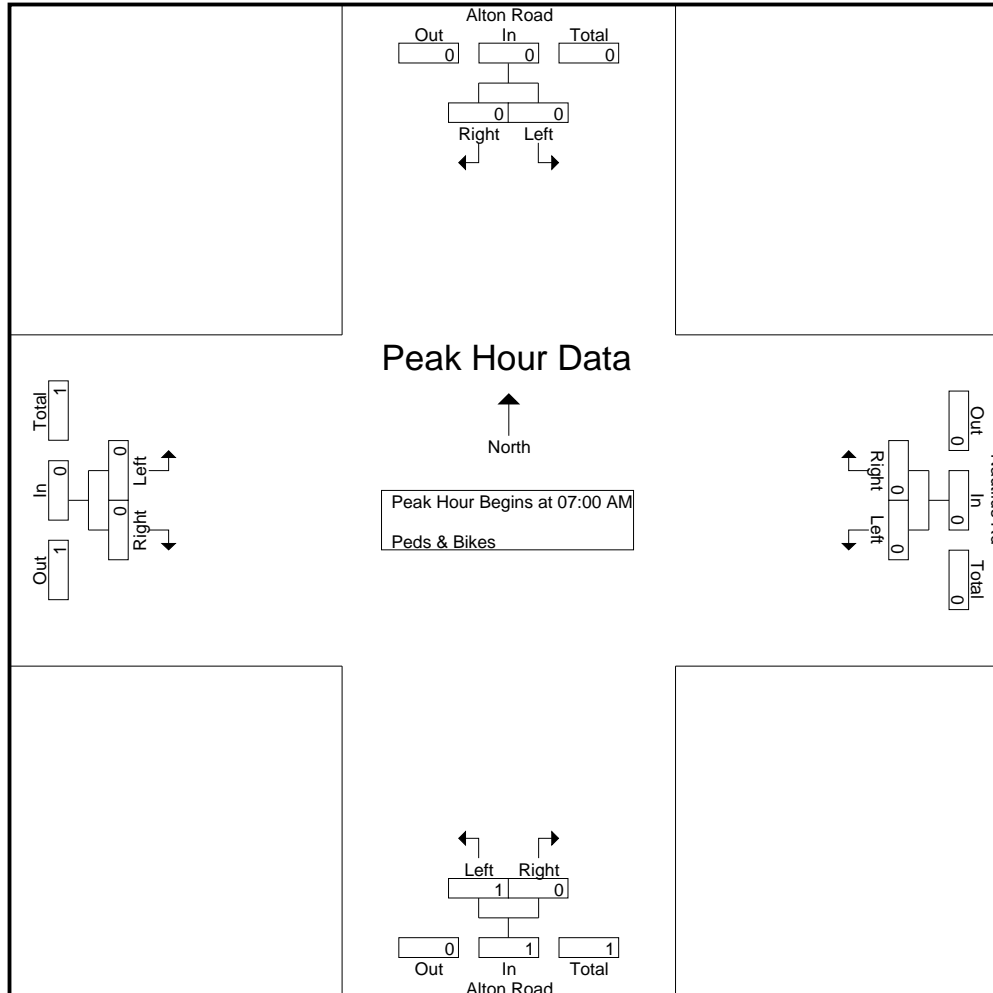 Alton Road
Out In Total
0 0 0
0 0
Right Left
Peak Hour Data
North
Peak Hour Begins at 07:00 AM
Peds & Bikes
Total In Out
1 0 1
0 0
Left Right
Out In Total
0 0 0
0 0
Right Left
Left Right
1 0
0 1 1
Out In Total
Alton Road